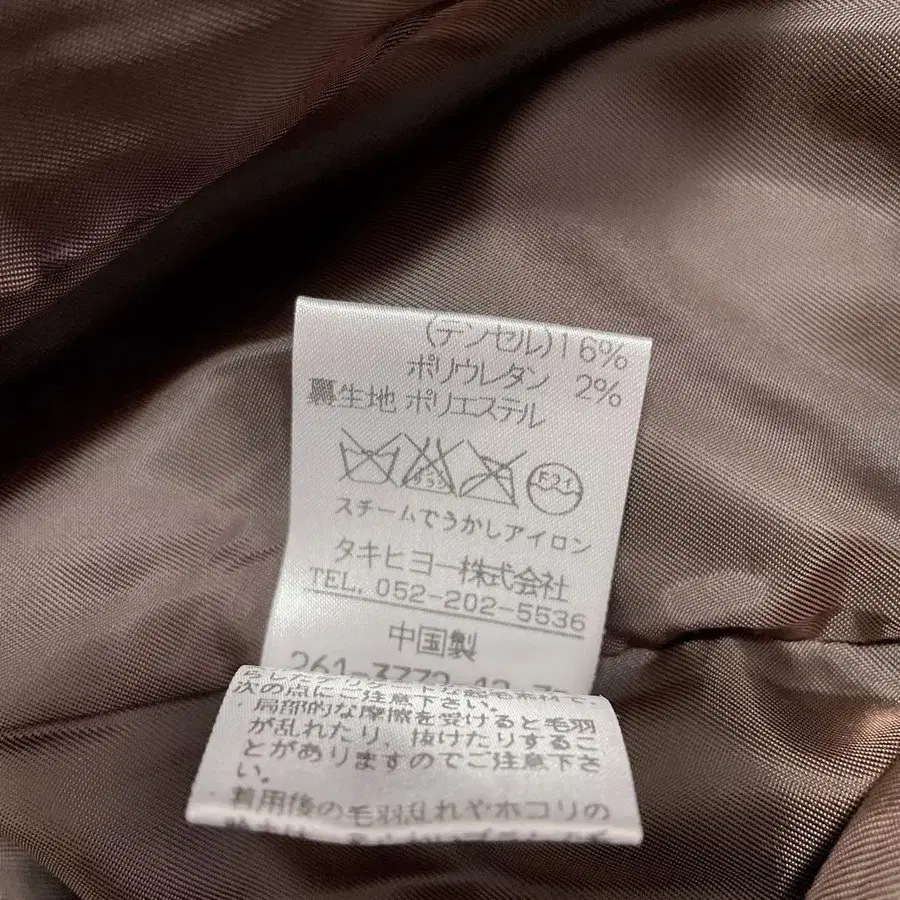 (テンセル)16%
ポリウレタン 2%
裏生地 ポリエステル
エンソ
スチームでうかしアイロン
タキヒヨー株式会社
TEL. 052-202-5536
中国製
次の点にご注意下さい。
・局部的な摩擦を受けると毛羽
が乱れたり、抜けたりするこ
とがありますのでご注意下さ
い。
・着用後の毛羽乱れやホコリの